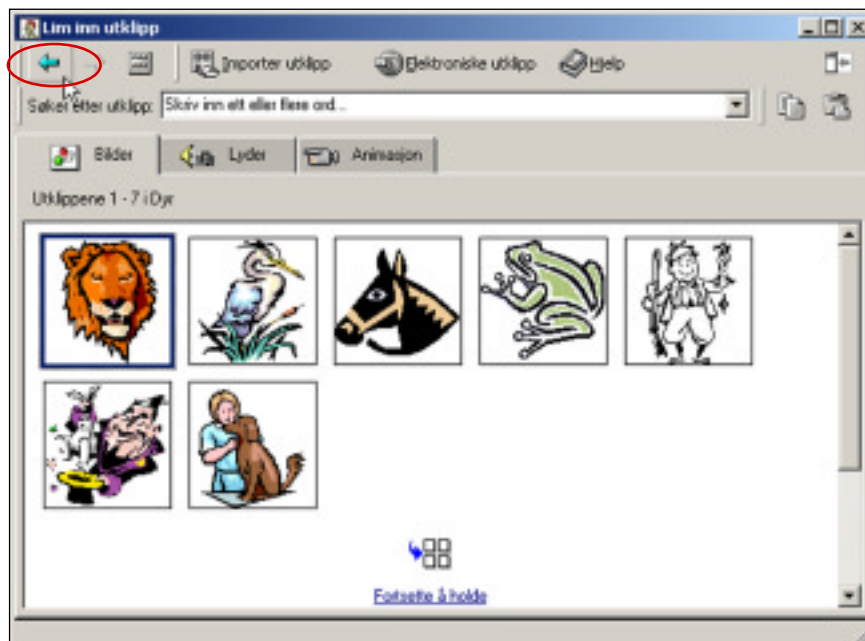 Lim inn utklipp
Importer utklipp Elektroniske utklipp Hjelp
Søker etter utklipp: Skriv inn ett eller flere ord...
Bilder Lyder Animasjon
Utklippene 1 - 7 i Dyr
Fortsette å holde